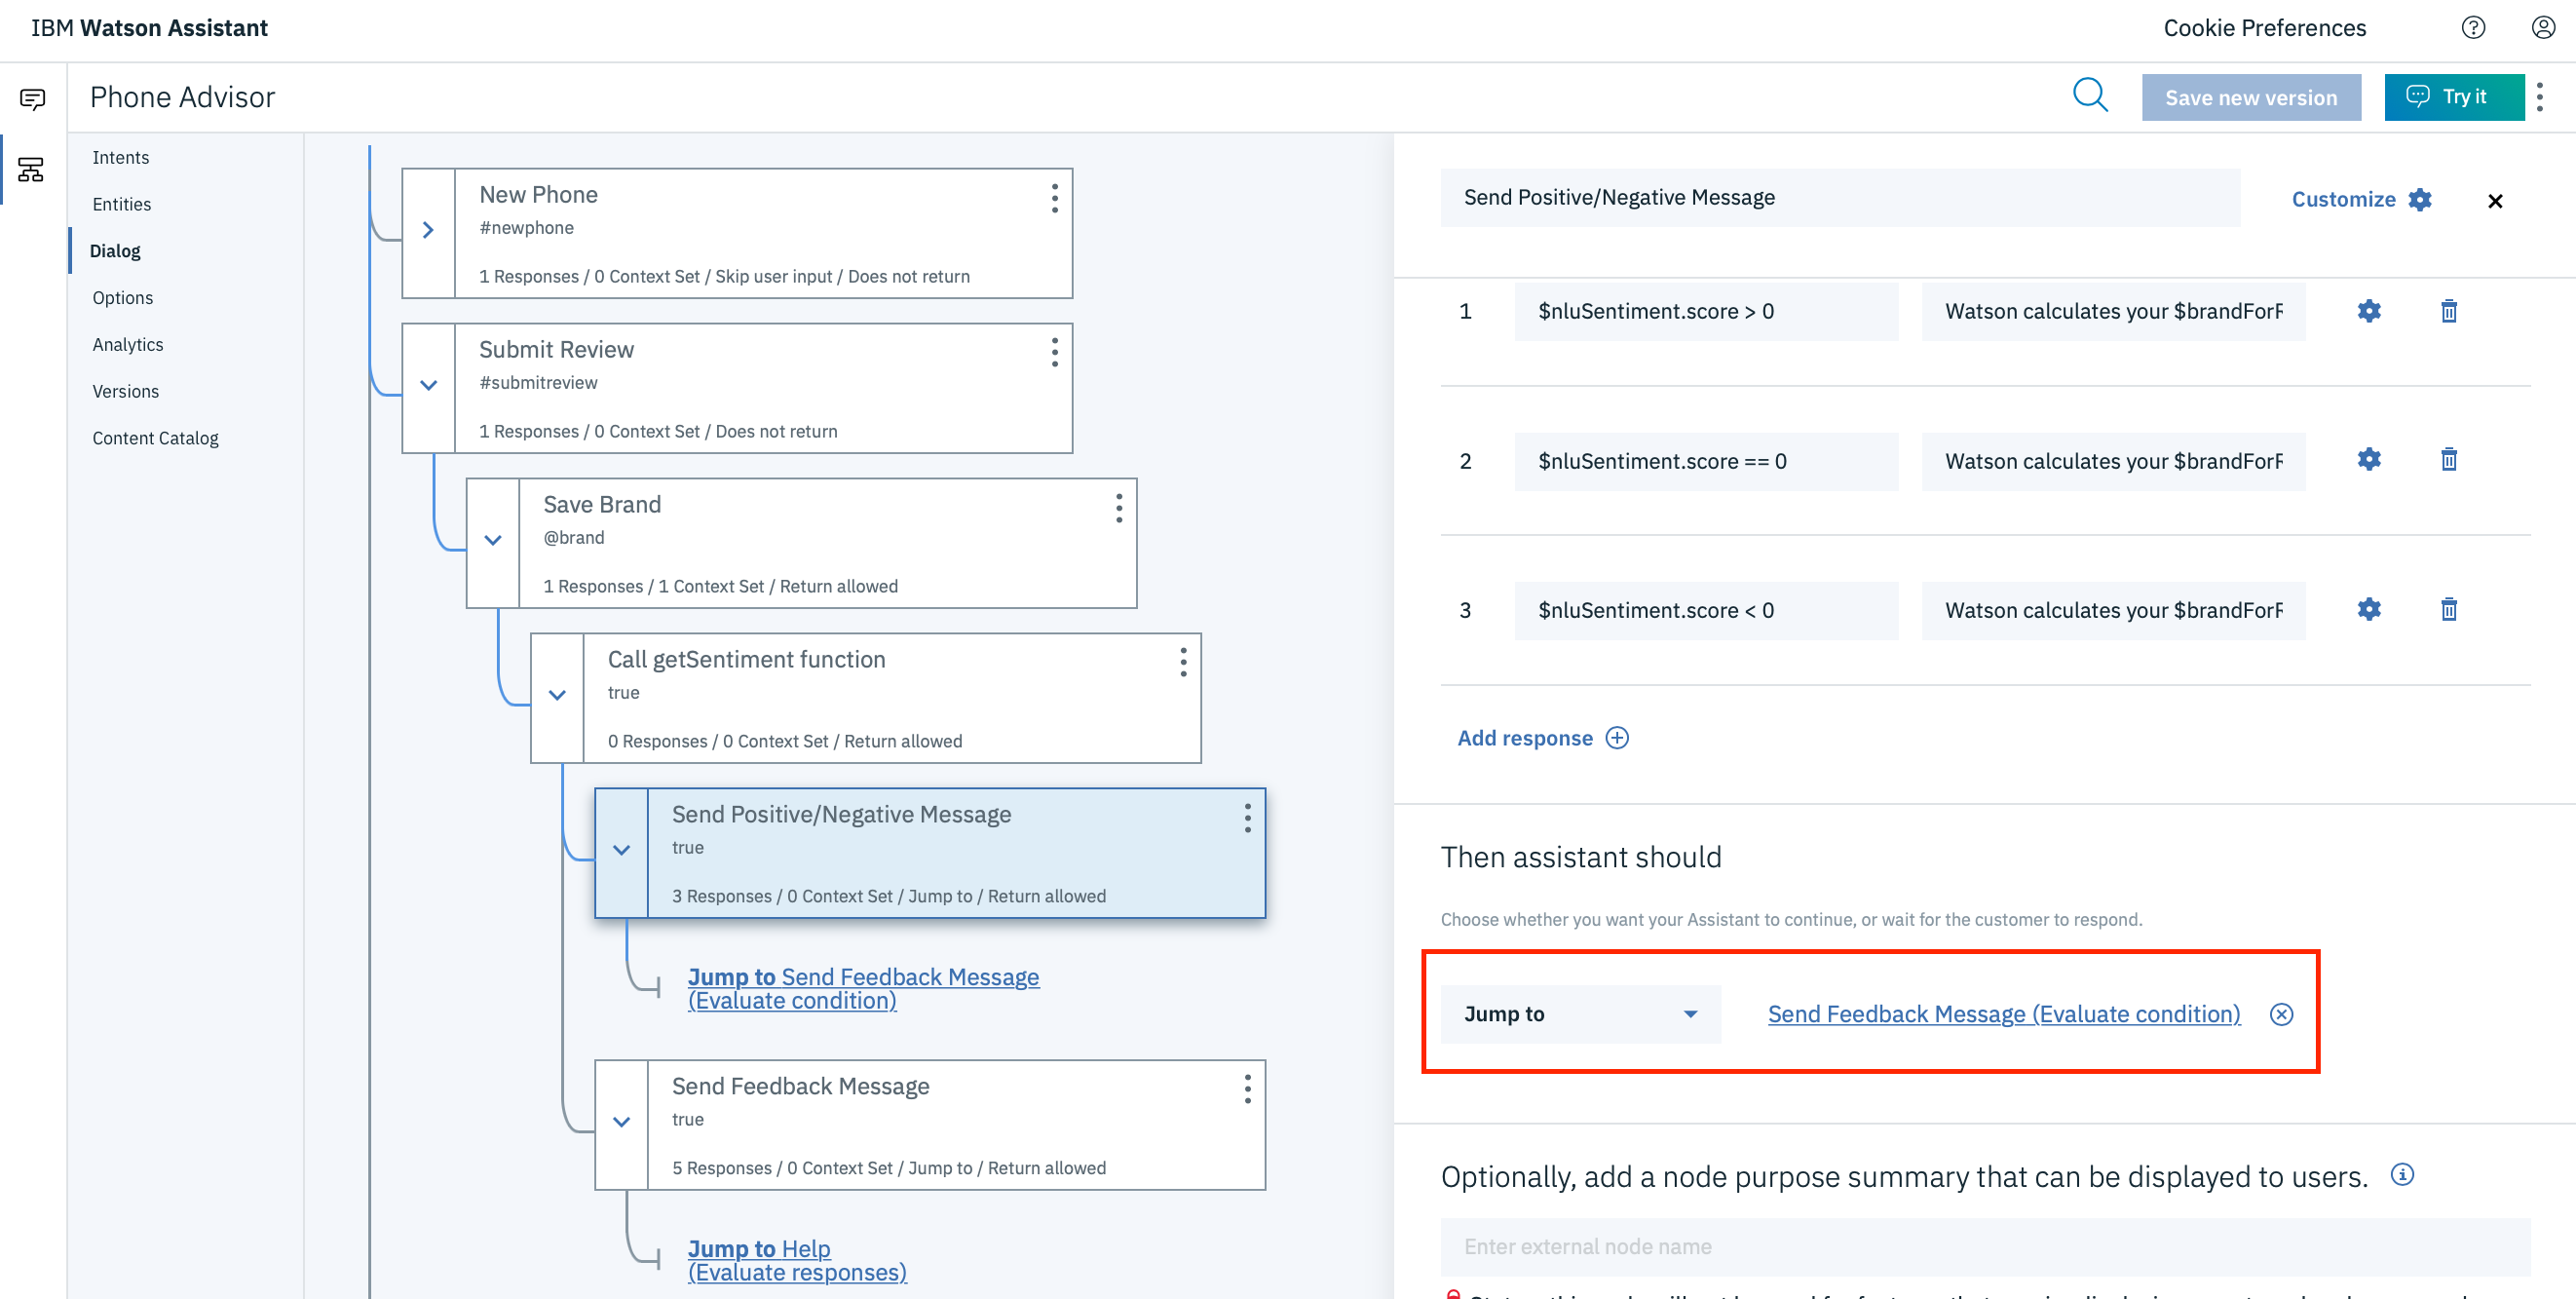 IBM Watson Assistant
Cookie Preferences
Phone Advisor
Save new version
Try it
Intents
Entities
Dialog
Options
Analytics
Versions
Content Catalog
New Phone
#newphone
1 Responses / 0 Context Set / Skip user input / Does not return
Submit Review
#submitreview
1 Responses / 0 Context Set / Does not return
Save Brand
@brand
1 Responses / 1 Context Set / Return allowed
Call getSentiment function
true
0 Responses / 0 Context Set / Return allowed
Send Positive/Negative Message
true
3 Responses / 0 Context Set / Jump to / Return allowed
Jump to Send Feedback Message
(Evaluate condition)
Send Feedback Message
true
5 Responses / 0 Context Set / Jump to / Return allowed
Jump to Help
(Evaluate responses)
Send Positive/Negative Message
Customize
1 $nluSentiment.score > 0 Watson calculates your $brandForR
2 $nluSentiment.score == 0 Watson calculates your $brandForR
3 $nluSentiment.score < 0 Watson calculates your $brandForR
Add response
Then assistant should
Choose whether you want your Assistant to continue, or wait for the customer to respond.
Jump to Send Feedback Message (Evaluate condition)
Optionally, add a node purpose summary that can be displayed to users.
Enter external node name